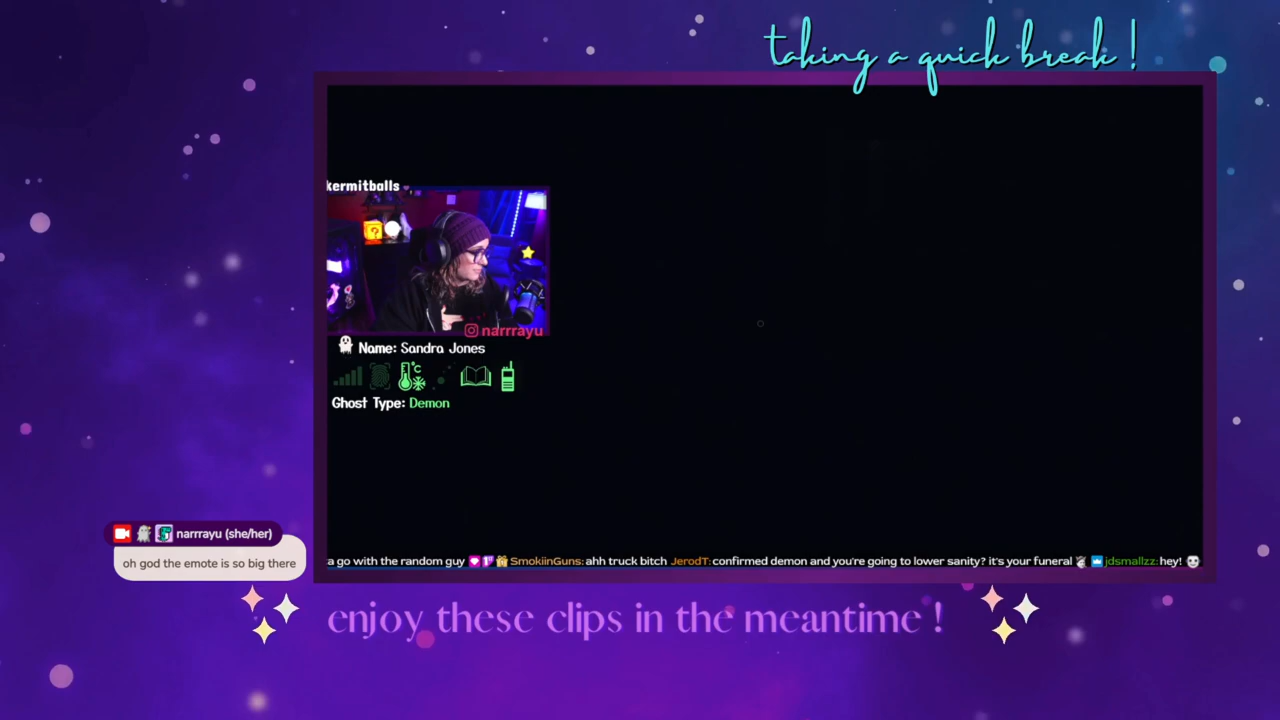 taking a quick break !
kermitballs
narrrayu
Name: Sandra Jones
°C
Ghost Type: Demon
narrrayu (she/her)
oh god the emote is so big there
a go with the random guy SmokiinGuns: ahh truck bitch JerodT: confirmed demon and you're going to lower sanity? it's your funeral jdsmallzz: hey!
enjoy these clips in the meantime !